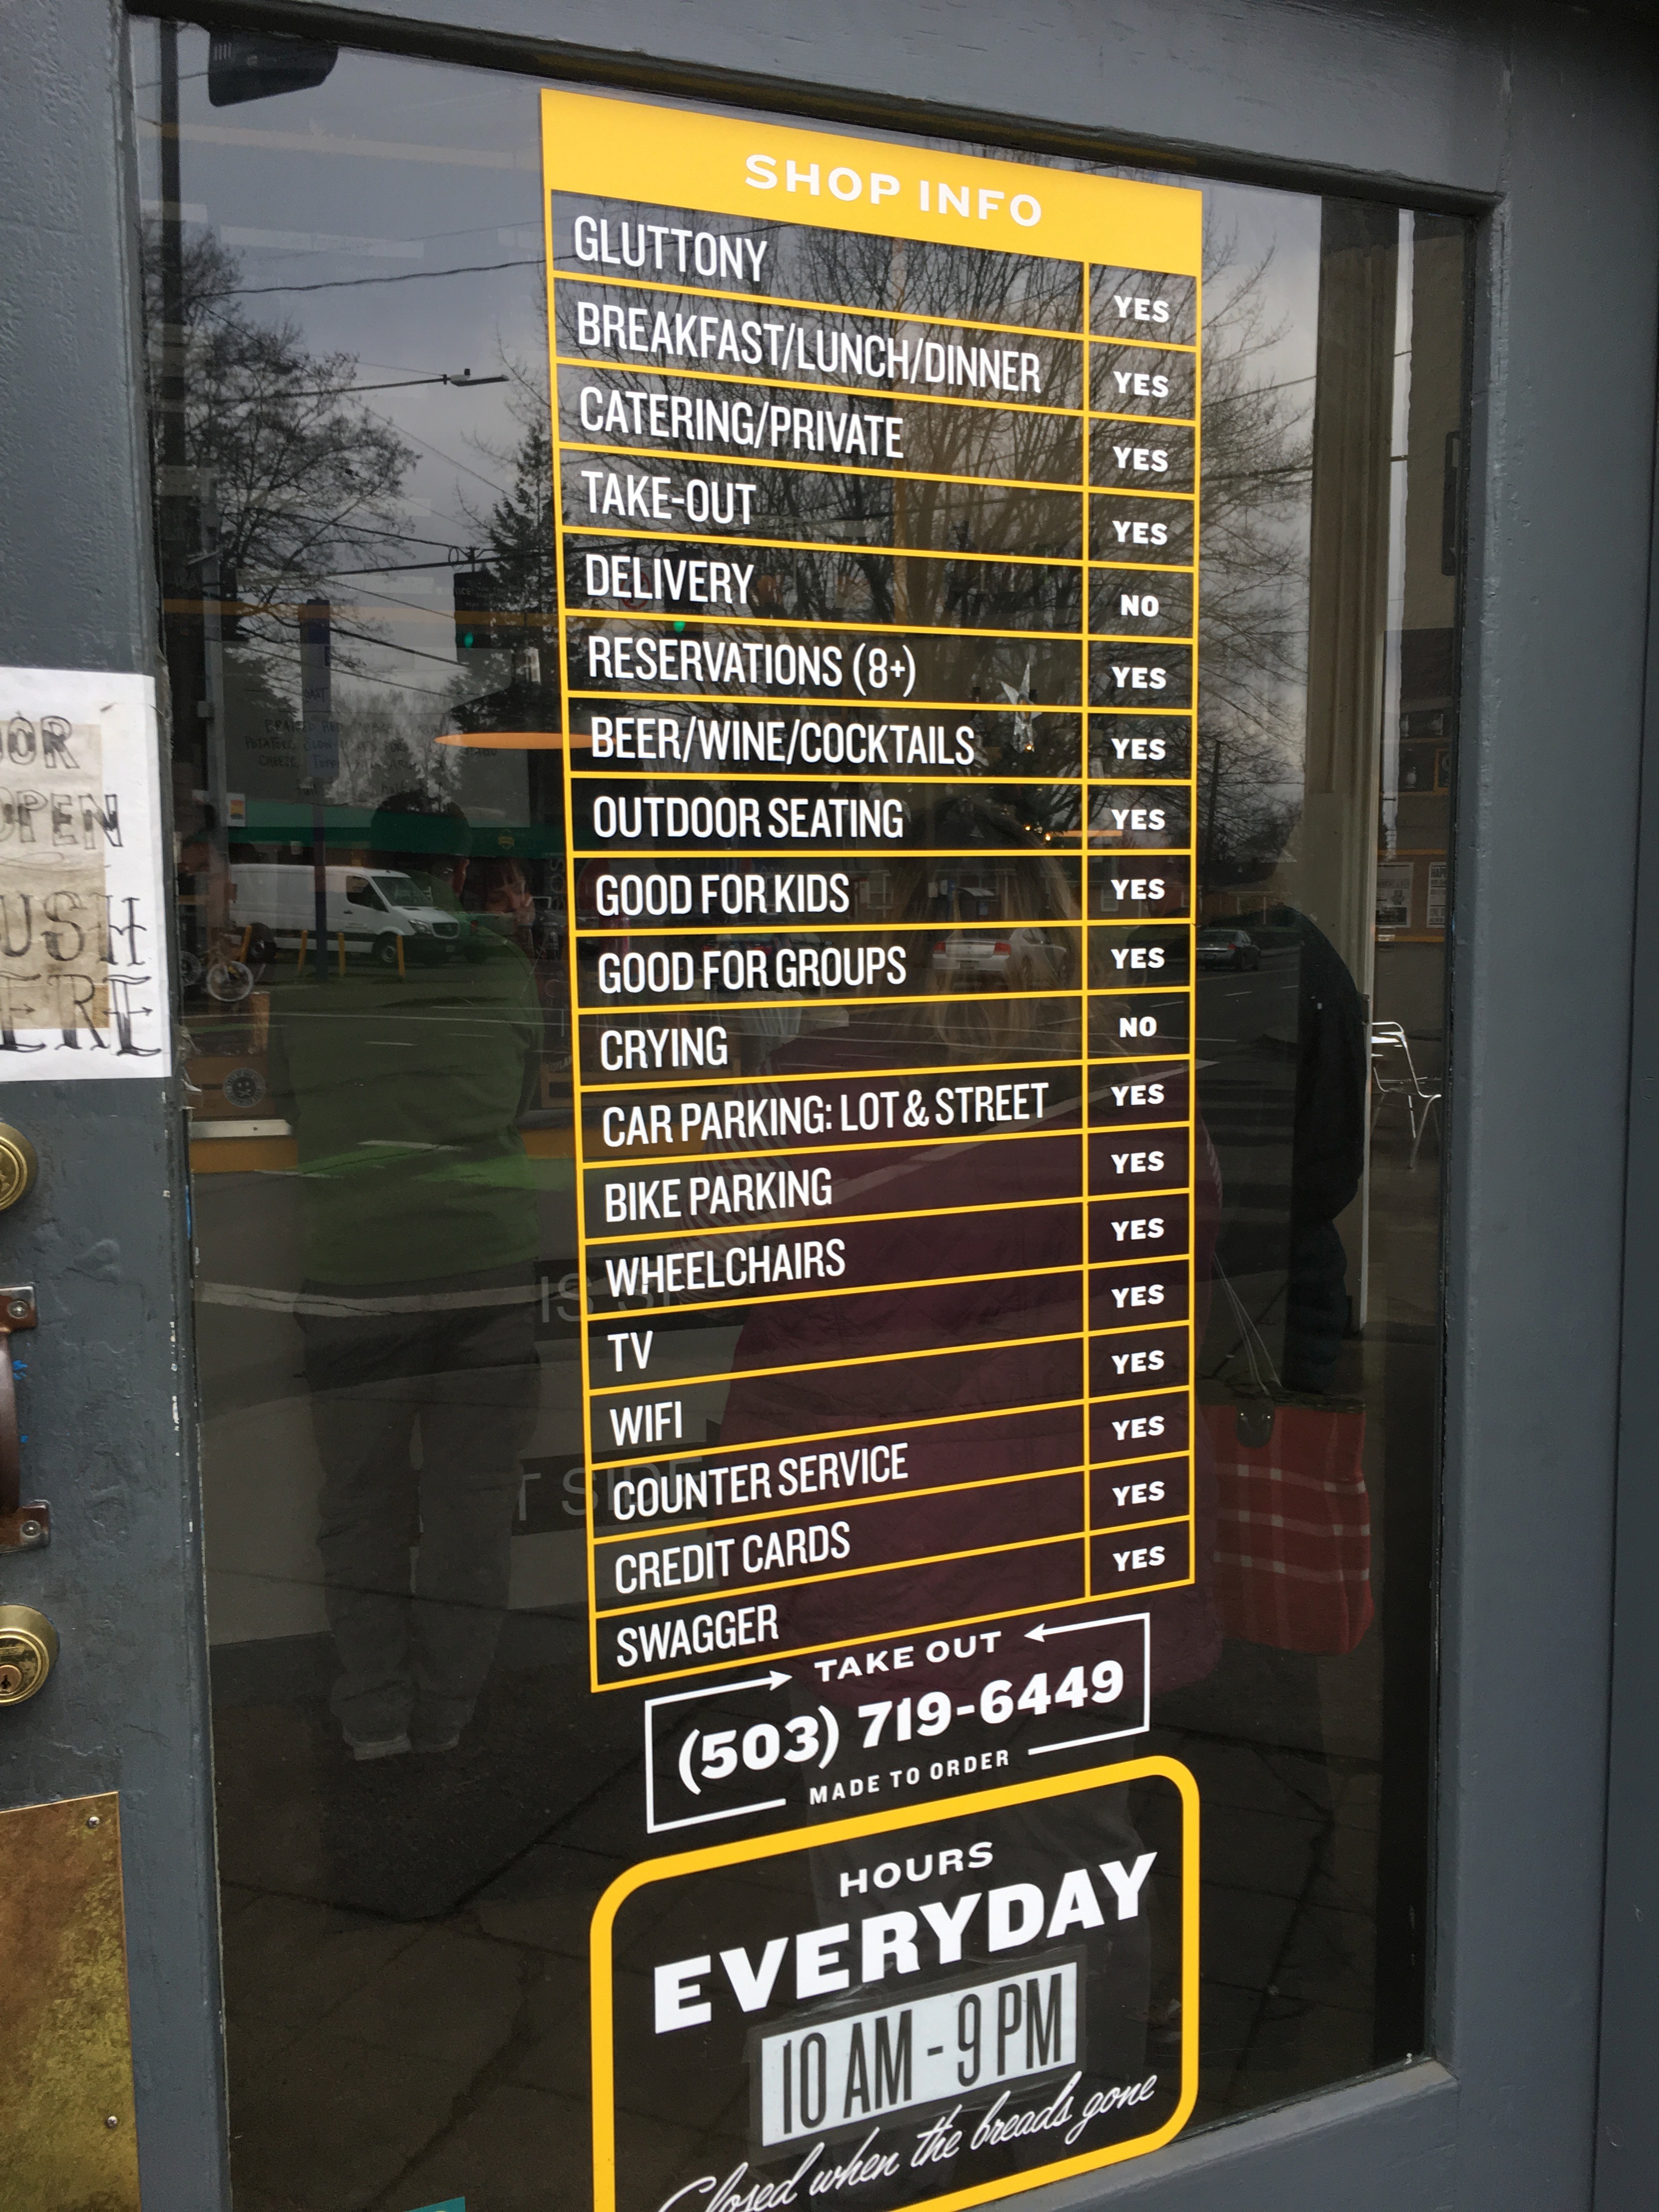 SHOP INFO
GLUTTONY YES
BREAKFAST/LUNCH/DINNER YES
CATERING/PRIVATE YES
TAKE-OUT YES
DELIVERY NO
RESERVATIONS (8+) YES
BEER/WINE/COCKTAILS YES
OUTDOOR SEATING YES
GOOD FOR KIDS YES
GOOD FOR GROUPS YES
CRYING NO
CAR PARKING: LOT & STREET YES
BIKE PARKING YES
WHEELCHAIRS YES
TV YES
WIFI YES
COUNTER SERVICE YES
CREDIT CARDS YES
SWAGGER YES
TAKE OUT
(503) 719-6449
MADE TO ORDER
HOURS
EVERYDAY
10 AM - 9 PM
Closed when the breads gone
OPEN